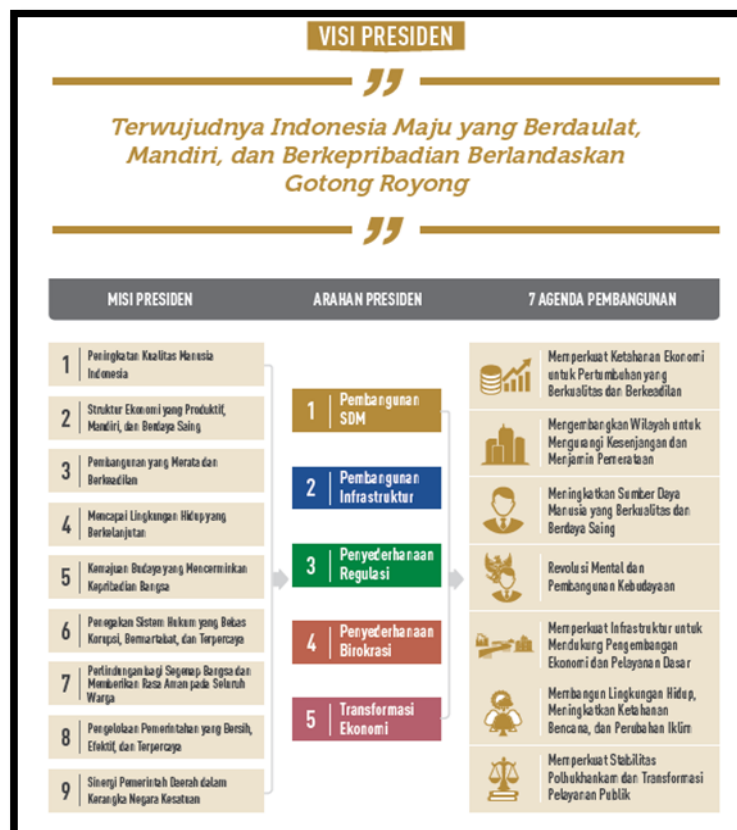 VISI PRESIDEN
”
Terwujudnya Indonesia Maju yang Berdaulat,
Mandiri, dan Berkepribadian Berlandaskan
Gotong Royong
”
MISI PRESIDEN
1
Peningkatan Kualitas Manusia
Indonesia
2
Struktur Ekonomi yang Produktif,
Mandiri, dan Berdaya Saing
3
Pembangunan yang Merata dan
Berkeadilan
4
Mencapai Lingkungan Hidup yang
Berkelanjutan
5
Kemajuan Budaya yang Mencerminkan
Kepribadian Bangsa
6
Penegakan Sistem Hukum yang Bebas
Korupsi, Bermartabat, dan Terpercaya
7
Perlindungan bagi Segenap Bangsa dan
Memberikan Rasa Aman pada Seluruh
Warga
8
Pengelolaan Pemerintahan yang Bersih,
Efektif, dan Terpercaya
9
Sinergi Pemerintah Daerah dalam
Kerangka Negara Kesatuan
ARAHAN PRESIDEN
1
Pembangunan
SDM
2
Pembangunan
Infrastruktur
3
Penyederhanaan
Regulasi
4
Penyederhanaan
Birokrasi
5
Transformasi
Ekonomi
7 AGENDA PEMBANGUNAN
Memperkuat Ketahanan Ekonomi
untuk Pertumbuhan yang
Berkualitas dan Berkeadilan
Mengembangkan Wilayah untuk
Mengurangi Kesenjangan dan
Menjamin Pemerataan
Meningkatkan Sumber Daya
Manusia yang Berkualitas dan
Berdaya Saing
Revolusi Mental dan
Pembangunan Kebudayaan
Memperkuat Infrastruktur untuk
Mendukung Pengembangan
Ekonomi dan Pelayanan Dasar
Membangun Lingkungan Hidup,
Meningkatkan Ketahanan
Bencana, dan Perubahan Iklim
Memperkuat Stabilitas
Polhukhankam dan Transformasi
Pelayanan Publik